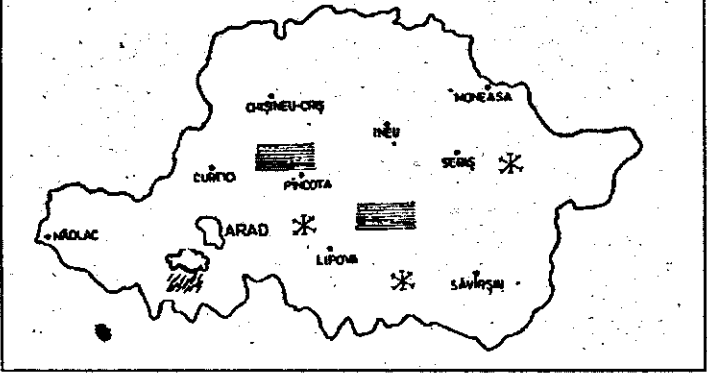 MONEASA
CHIȘINEU-CRIȘ
INEU
SEBIȘ
CURTICI
PÎNCOTA
ARAD
NĂDLAC
LIPOVA
SĂVÎRȘIN